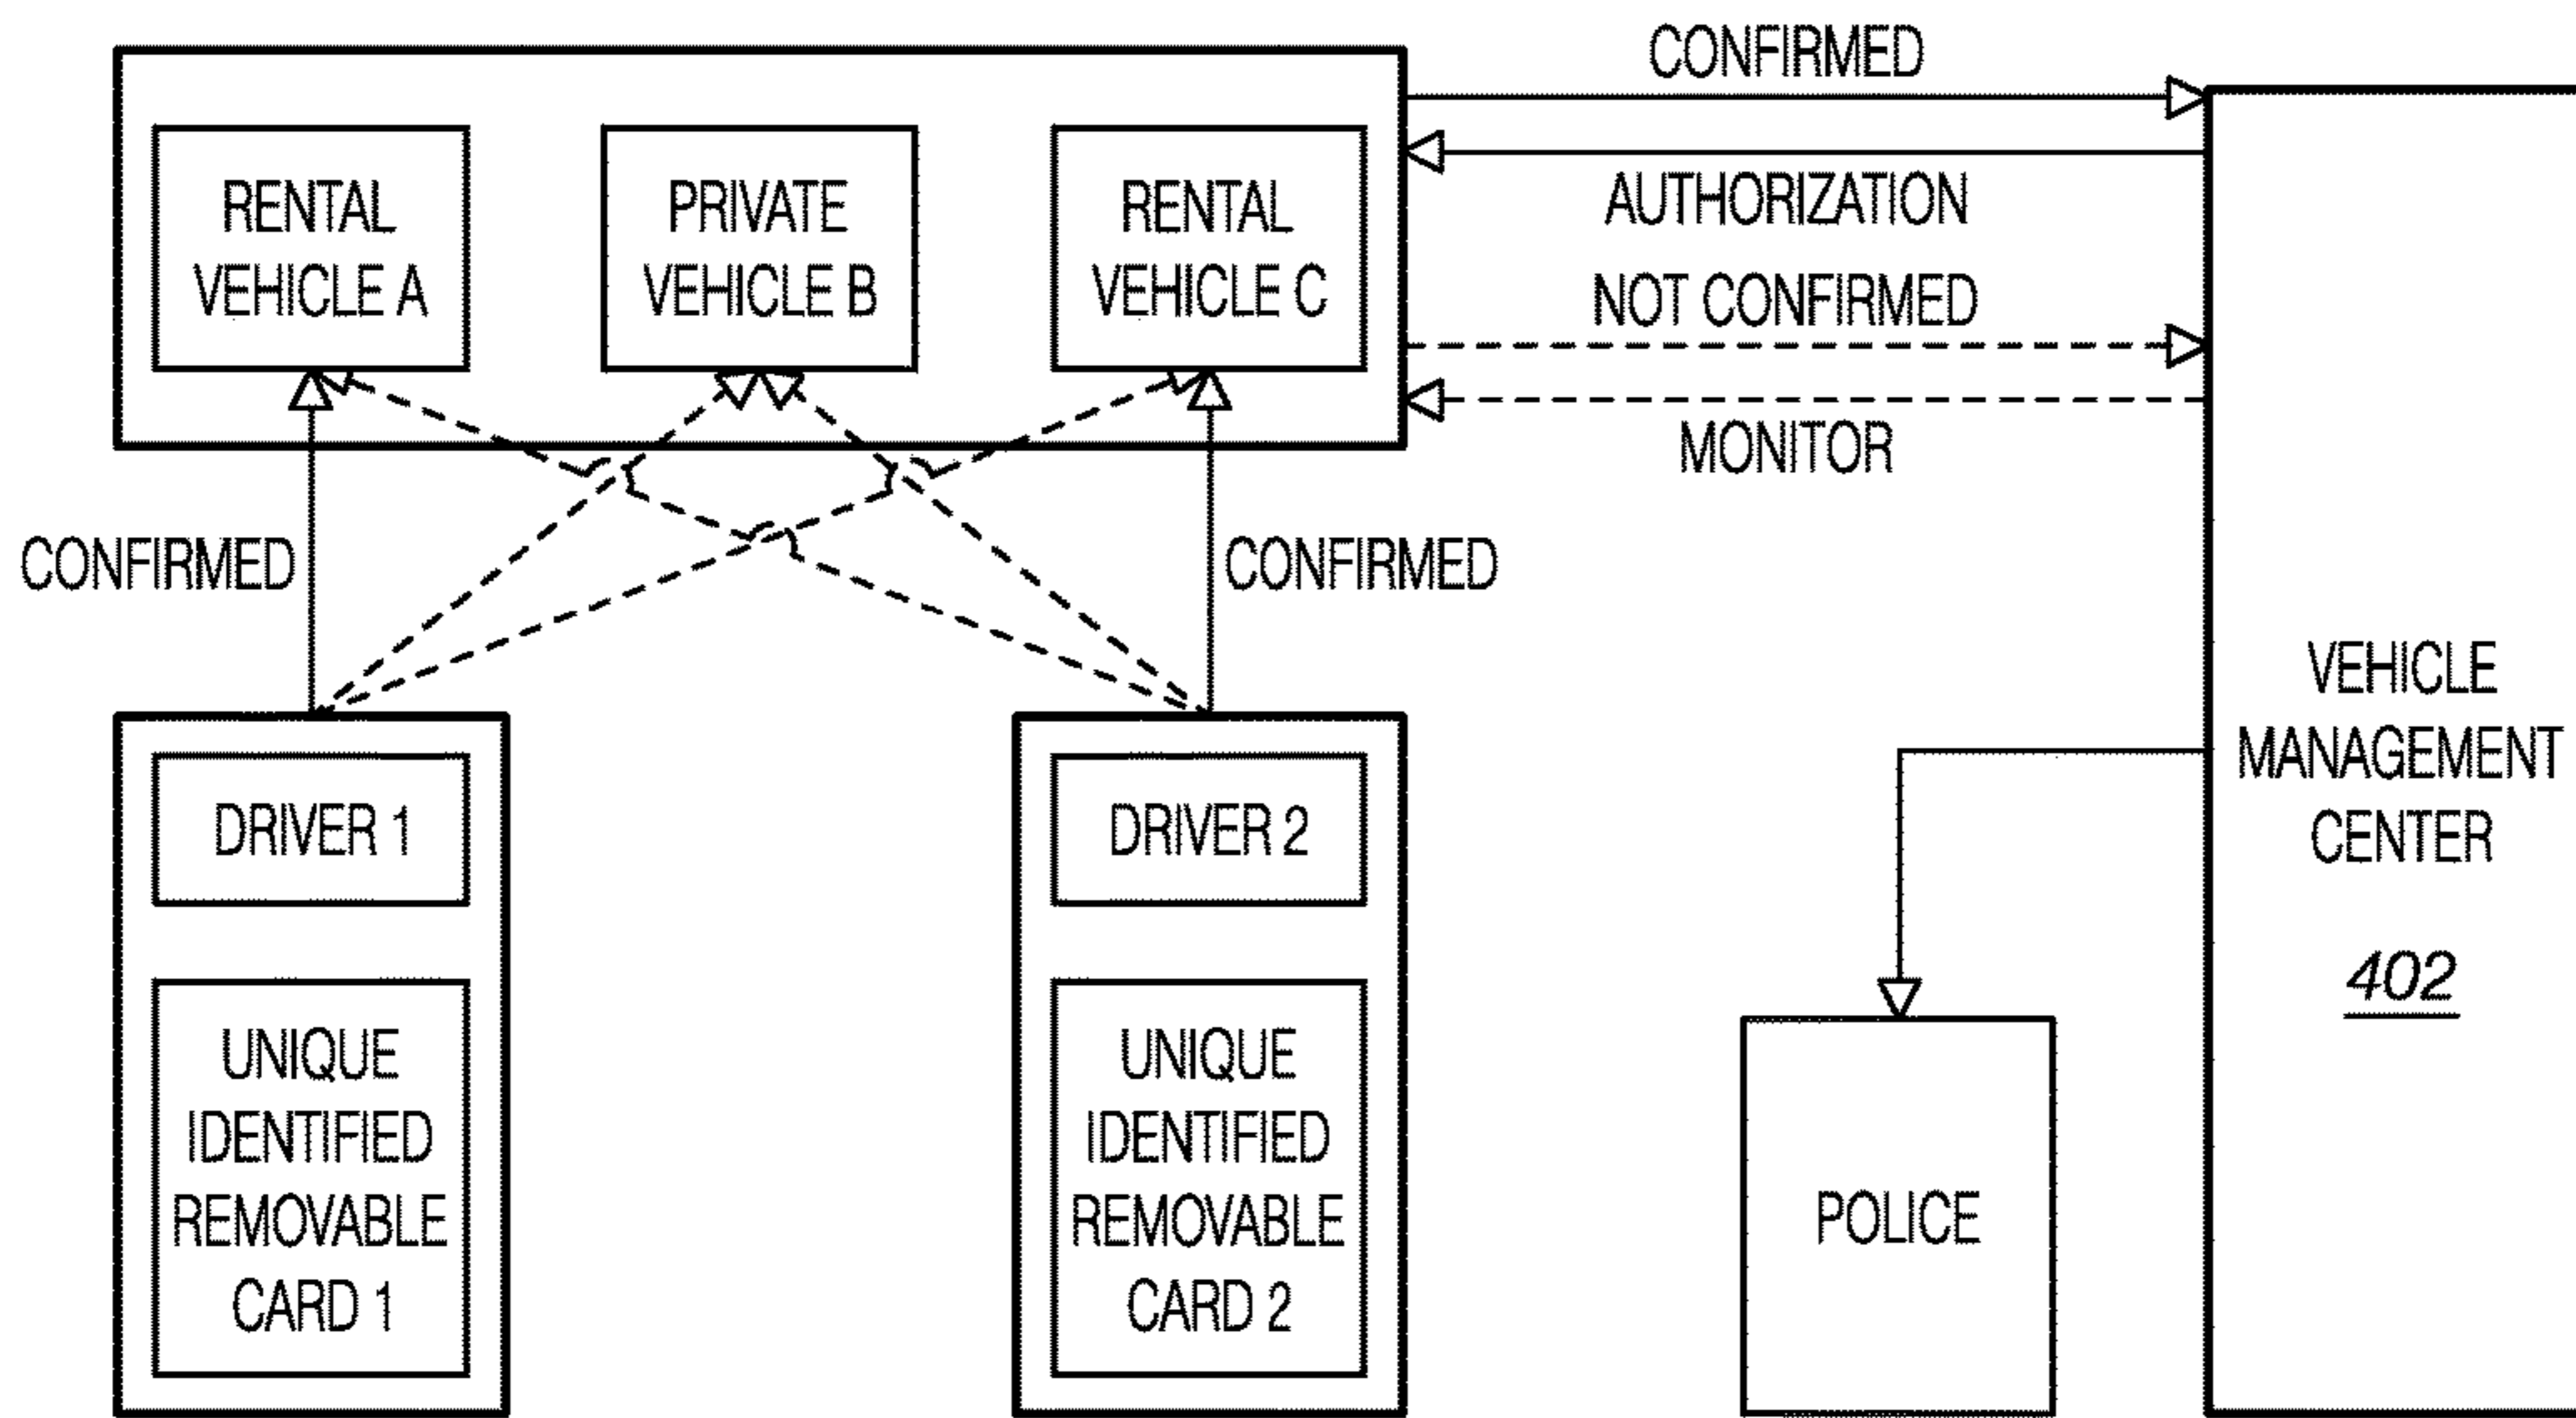 CONFIRMED
RENTAL
VEHICLE A
PRIVATE
VEHICLE B
RENTAL
VEHICLE C
AUTHORIZATION
NOT CONFIRMED
MONITOR
CONFIRMED
CONFIRMED
DRIVER 1
UNIQUE
IDENTIFIED
REMOVABLE
CARD 1
DRIVER 2
UNIQUE
IDENTIFIED
REMOVABLE
CARD 2
POLICE
VEHICLE
MANAGEMENT
CENTER
402